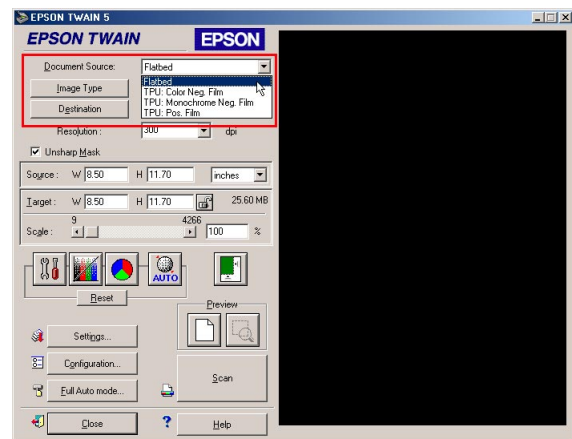 EPSON TWAIN 5
EPSON TWAIN EPSON
Document Source: Flatbed
Flatbed
TPU: Color Neg. Film
TPU: Monochrome Neg. Film
TPU: Pos. Film
Image Type
Destination
Resolution : 300 dpi
Unsharp Mask
Source : W 8.50 H 11.70 inches
Target : W 8.50 H 11.70 25.60 MB
9 4266
Scale : 100 %
AUTO
Reset
Preview
Settings...
Configuration...
Full Auto mode...
Scan
Close
? Help